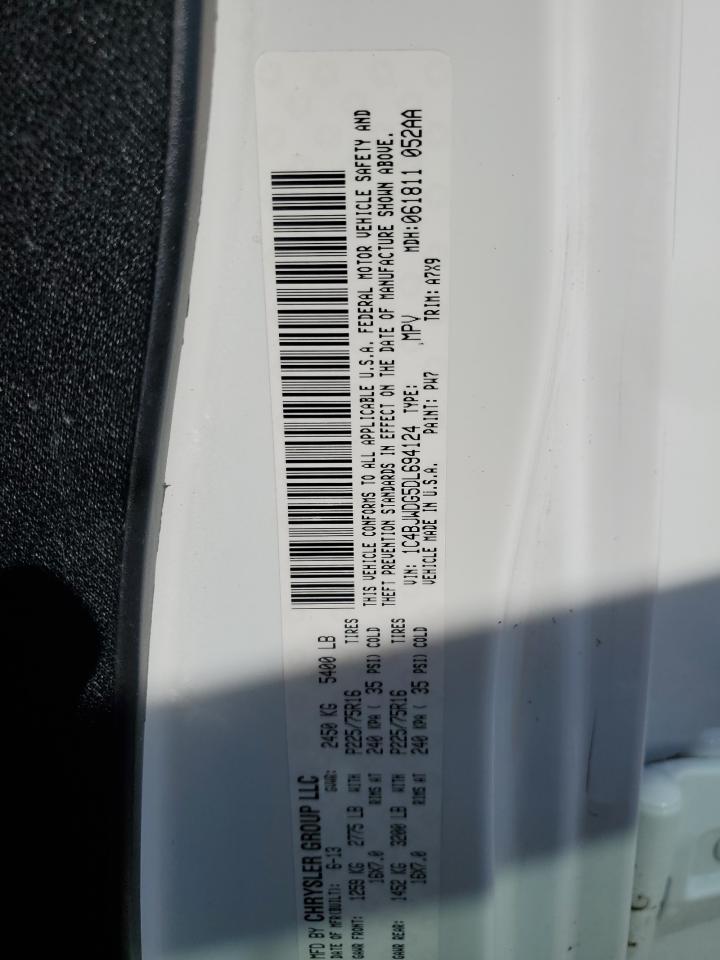 MFD BY CHRYSLER GROUP LLC
DATE OF MFR(BUILT): 6-13 GVWR: 2450 KG 5400 LB
GAWR FRONT: 1259 KG 2775 LB WITH P225/75R16 TIRES
16X7.0 RIMS AT 240 KPA ( 35 PSI) COLD
GAWR REAR: 1452 KG 3200 LB WITH P225/75R16 TIRES
16X7.0 RIMS AT 240 KPA ( 35 PSI) COLD
THIS VEHICLE CONFORMS TO ALL APPLICABLE U.S.A. FEDERAL MOTOR VEHICLE SAFETY AND
THEFT PREVENTION STANDARDS IN EFFECT ON THE DATE OF MANUFACTURE SHOWN ABOVE.
VIN: 1C4BJWDG5DL694124 TYPE: MPV MDH:061811 052AA
VEHICLE MADE IN U.S.A. PAINT: PW7 TRIM: A7X9